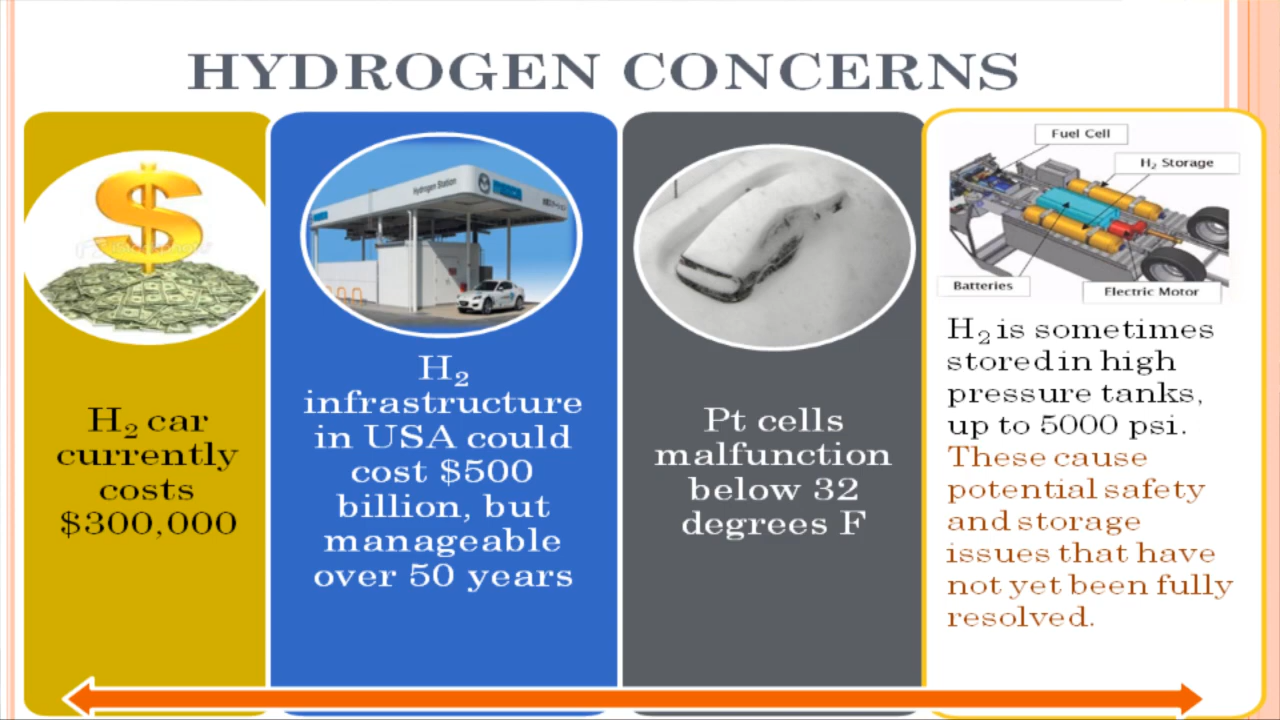 HYDROGEN CONCERNS
H₂ car
currently
costs
$300,000
Hydrogen Station
H₂
infrastructure
in USA could
cost $500
billion, but
manageable
over 50 years
Pt cells
malfunction
below 32
degrees F
Fuel Cell
H₂ Storage
Batteries
Electric Motor
H₂ is sometimes
stored in high
pressure tanks,
up to 5000 psi.
These cause
potential safety
and storage
issues that have
not yet been fully
resolved.